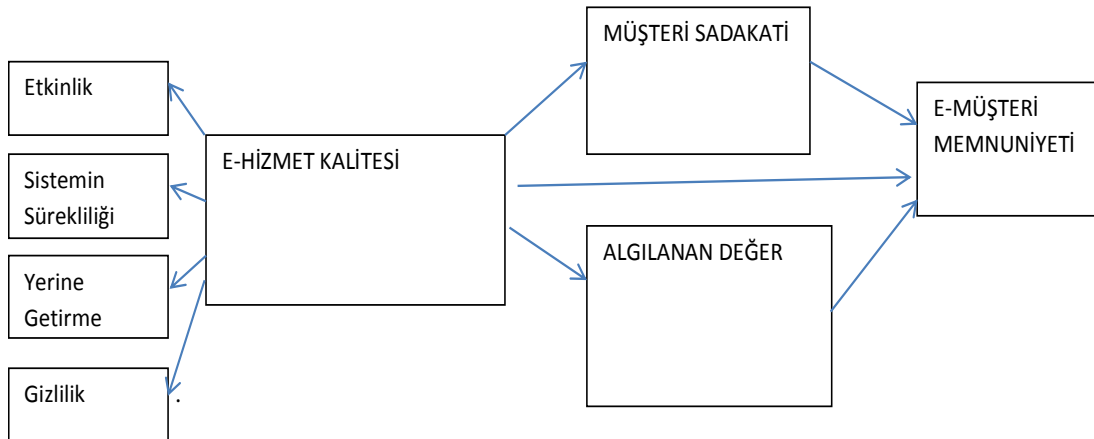 MÜŞTERİ SADAKATİ
Etkinlik
E-MÜŞTERİ
MEMNUNİYETİ
E-HİZMET KALİTESİ
Sistemin
Sürekliliği
ALGILANAN DEĞER
Yerine
Getirme
Gizlilik .